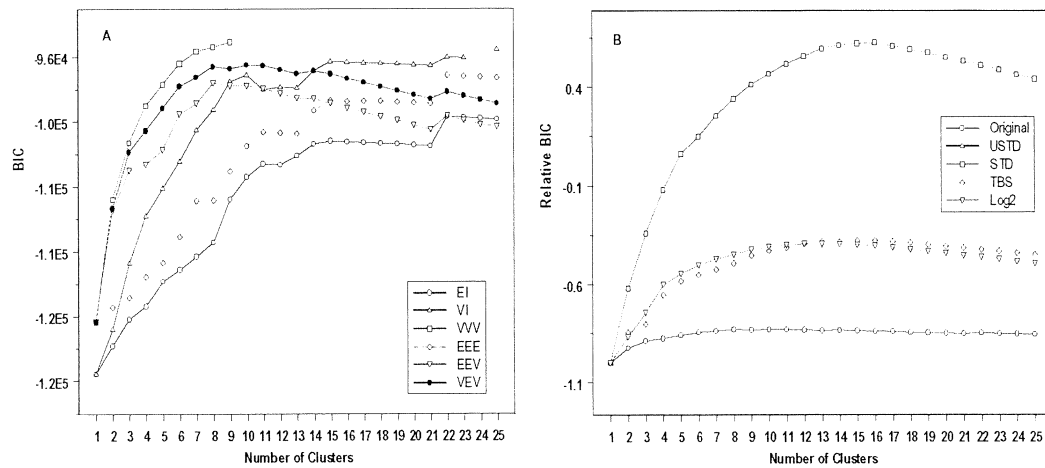 A
BIC
-9.6E4
-1.0E5
-1.1E5
-1.1E5
-1.2E5
-1.2E5
EI
VI
VVV
EEE
EEV
VEV
1 2 3 4 5 6 7 8 9 10 11 12 13 14 15 16 17 18 19 20 21 22 23 24 25
Number of Clusters
B
Relative BIC
0.4
-0.1
-0.6
-1.1
Original
USTD
STD
TBS
Log2
1 2 3 4 5 6 7 8 9 10 11 12 13 14 15 16 17 18 19 20 21 22 23 24 25
Number of Clusters